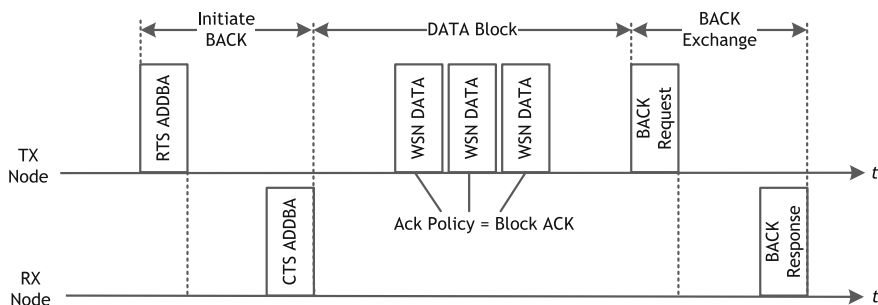 Initiate
BACK
DATA Block
BACK
Exchange
RTS ADDBA
WSN DATA
WSN DATA
WSN DATA
BACK
Request
TX
Node
t
Ack Policy = Block ACK
CTS ADDBA
BACK
Response
RX
Node
t